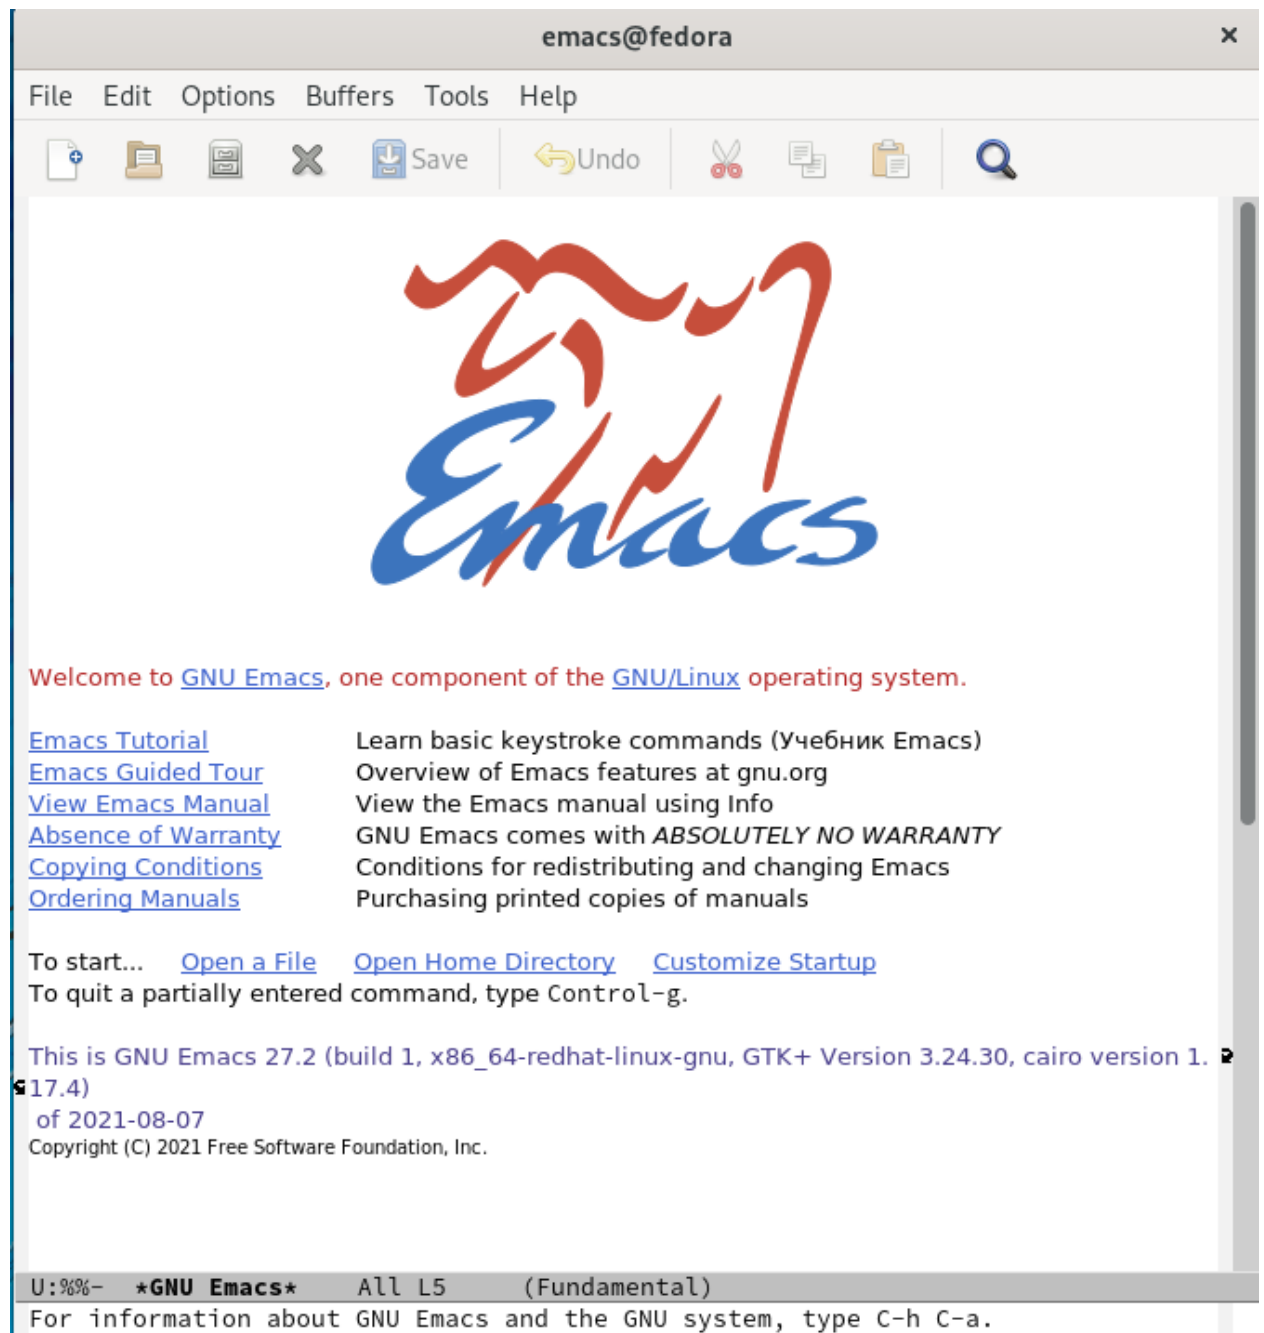 emacs@fedora
File Edit Options Buffers Tools Help
Save Undo
Emacs
Welcome to GNU Emacs, one component of the GNU/Linux operating system.
Emacs Tutorial Learn basic keystroke commands (Учебник Emacs)
Emacs Guided Tour Overview of Emacs features at gnu.org
View Emacs Manual View the Emacs manual using Info
Absence of Warranty GNU Emacs comes with ABSOLUTELY NO WARRANTY
Copying Conditions Conditions for redistributing and changing Emacs
Ordering Manuals Purchasing printed copies of manuals
To start... Open a File Open Home Directory Customize Startup
To quit a partially entered command, type Control-g.
This is GNU Emacs 27.2 (build 1, x86_64-redhat-linux-gnu, GTK+ Version 3.24.30, cairo version 1.
17.4)
of 2021-08-07
Copyright (C) 2021 Free Software Foundation, Inc.
U:%%- *GNU Emacs* All L5 (Fundamental)
For information about GNU Emacs and the GNU system, type C-h C-a.